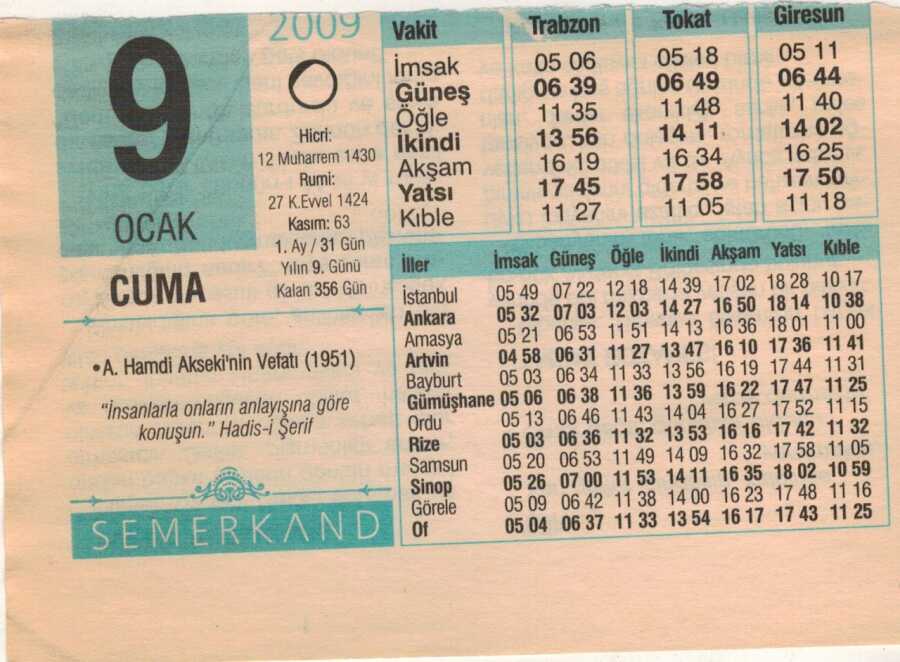 9
OCAK
CUMA
2009
Hicri:
12 Muharrem 1430
Rumi:
27 K.Evvel 1424
Kasım: 63
1. Ay / 31 Gün
Yılın 9. Günü
Kalan 356 Gün
•A. Hamdi Akseki'nin Vefatı (1951)
"İnsanlarla onların anlayışına göre
konuşun." Hadis-i Şerif
SEMERKAND
Vakit Trabzon Tokat Giresun
İmsak 05 06 05 18 05 11
Güneş 06 39 06 49 06 44
Öğle 11 35 11 48 11 40
İkindi 13 56 14 11 14 02
Akşam 16 19 16 34 16 25
Yatsı 17 45 17 58 17 50
Kıble 11 27 11 05 11 18
İller İmsak Güneş Öğle İkindi Akşam Yatsı Kıble
İstanbul 05 49 07 22 12 18 14 39 17 02 18 28 10 17
Ankara 05 32 07 03 12 03 14 27 16 50 18 14 10 38
Amasya 05 21 06 53 11 51 14 13 16 36 18 01 11 00
Artvin 04 58 06 31 11 27 13 47 16 10 17 36 11 41
Bayburt 05 03 06 34 11 33 13 56 16 19 17 44 11 31
Gümüşhane 05 06 06 38 11 36 13 59 16 22 17 47 11 25
Ordu 05 13 06 46 11 43 14 04 16 27 17 52 11 15
Rize 05 03 06 36 11 32 13 53 16 16 17 42 11 32
Samsun 05 20 06 53 11 49 14 09 16 32 17 58 11 05
Sinop 05 26 07 00 11 53 14 11 16 35 18 02 10 59
Görele 05 09 06 42 11 38 14 00 16 23 17 48 11 16
Of 05 04 06 37 11 33 13 54 16 17 17 43 11 25